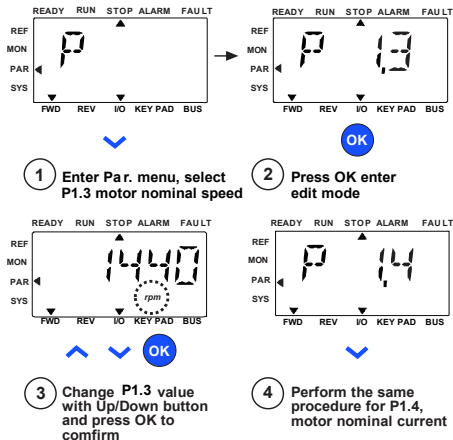 READY RUN STOP ALARM FAULT
REF
MON
PAR
SYS
P
FWD REV I/O KEYPAD BUS
1 Enter Par. menu, select
P1.3 motor nominal speed
READY RUN STOP ALARM FAULT
REF
MON
PAR
SYS
P 1,3
FWD REV I/O KEYPAD BUS
OK
2 Press OK enter
edit mode
READY RUN STOP ALARM FAULT
REF
MON
PAR
SYS
1440
rpm
FWD REV I/O KEYPAD BUS
OK
3 Change P1.3 value
with Up/Down button
and press OK to
comfirm
READY RUN STOP ALARM FAULT
REF
MON
PAR
SYS
P 1,4
FWD REV I/O KEYPAD BUS
4 Perform the same
procedure for P1.4,
motor nominal current